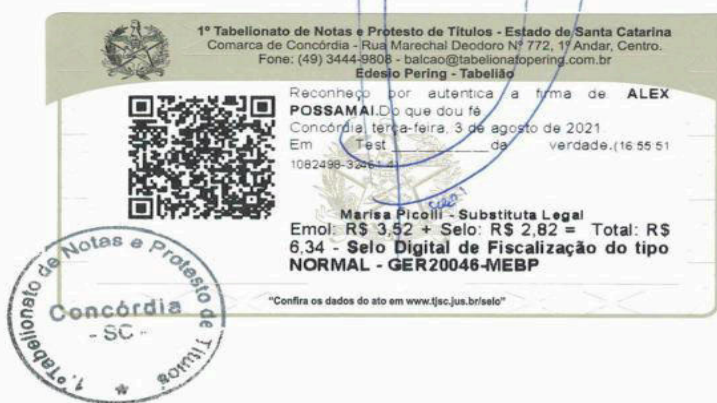 1º Tabelionato de Notas e Protesto de Títulos - Estado de Santa Catarina
Comarca de Concórdia - Rua Marechal Deodoro Nº 772, 1º Andar, Centro.
Fone: (49) 3444-9808 - balcao@tabelionatopering.com.br
Edesio Pering - Tabelião
Reconheço por autentica a firma de ALEX
POSSAMAI.Do que dou fé
Concórdia, terça-feira, 3 de agosto de 2021
Em Test. da verdade.(16:55:51
Marisa Picolli - Substituta Legal
Emol: R$ 3,52 + Selo: R$ 2,82 = Total: R$
6,34 - Selo Digital de Fiscalização do tipo
NORMAL - GER20046-MEBP
"Confira os dados do ato em www.tjsc.jus.br/selo"
1.º Tabelionato de Notas e Protesto de Títulos
Concórdia
- SC -